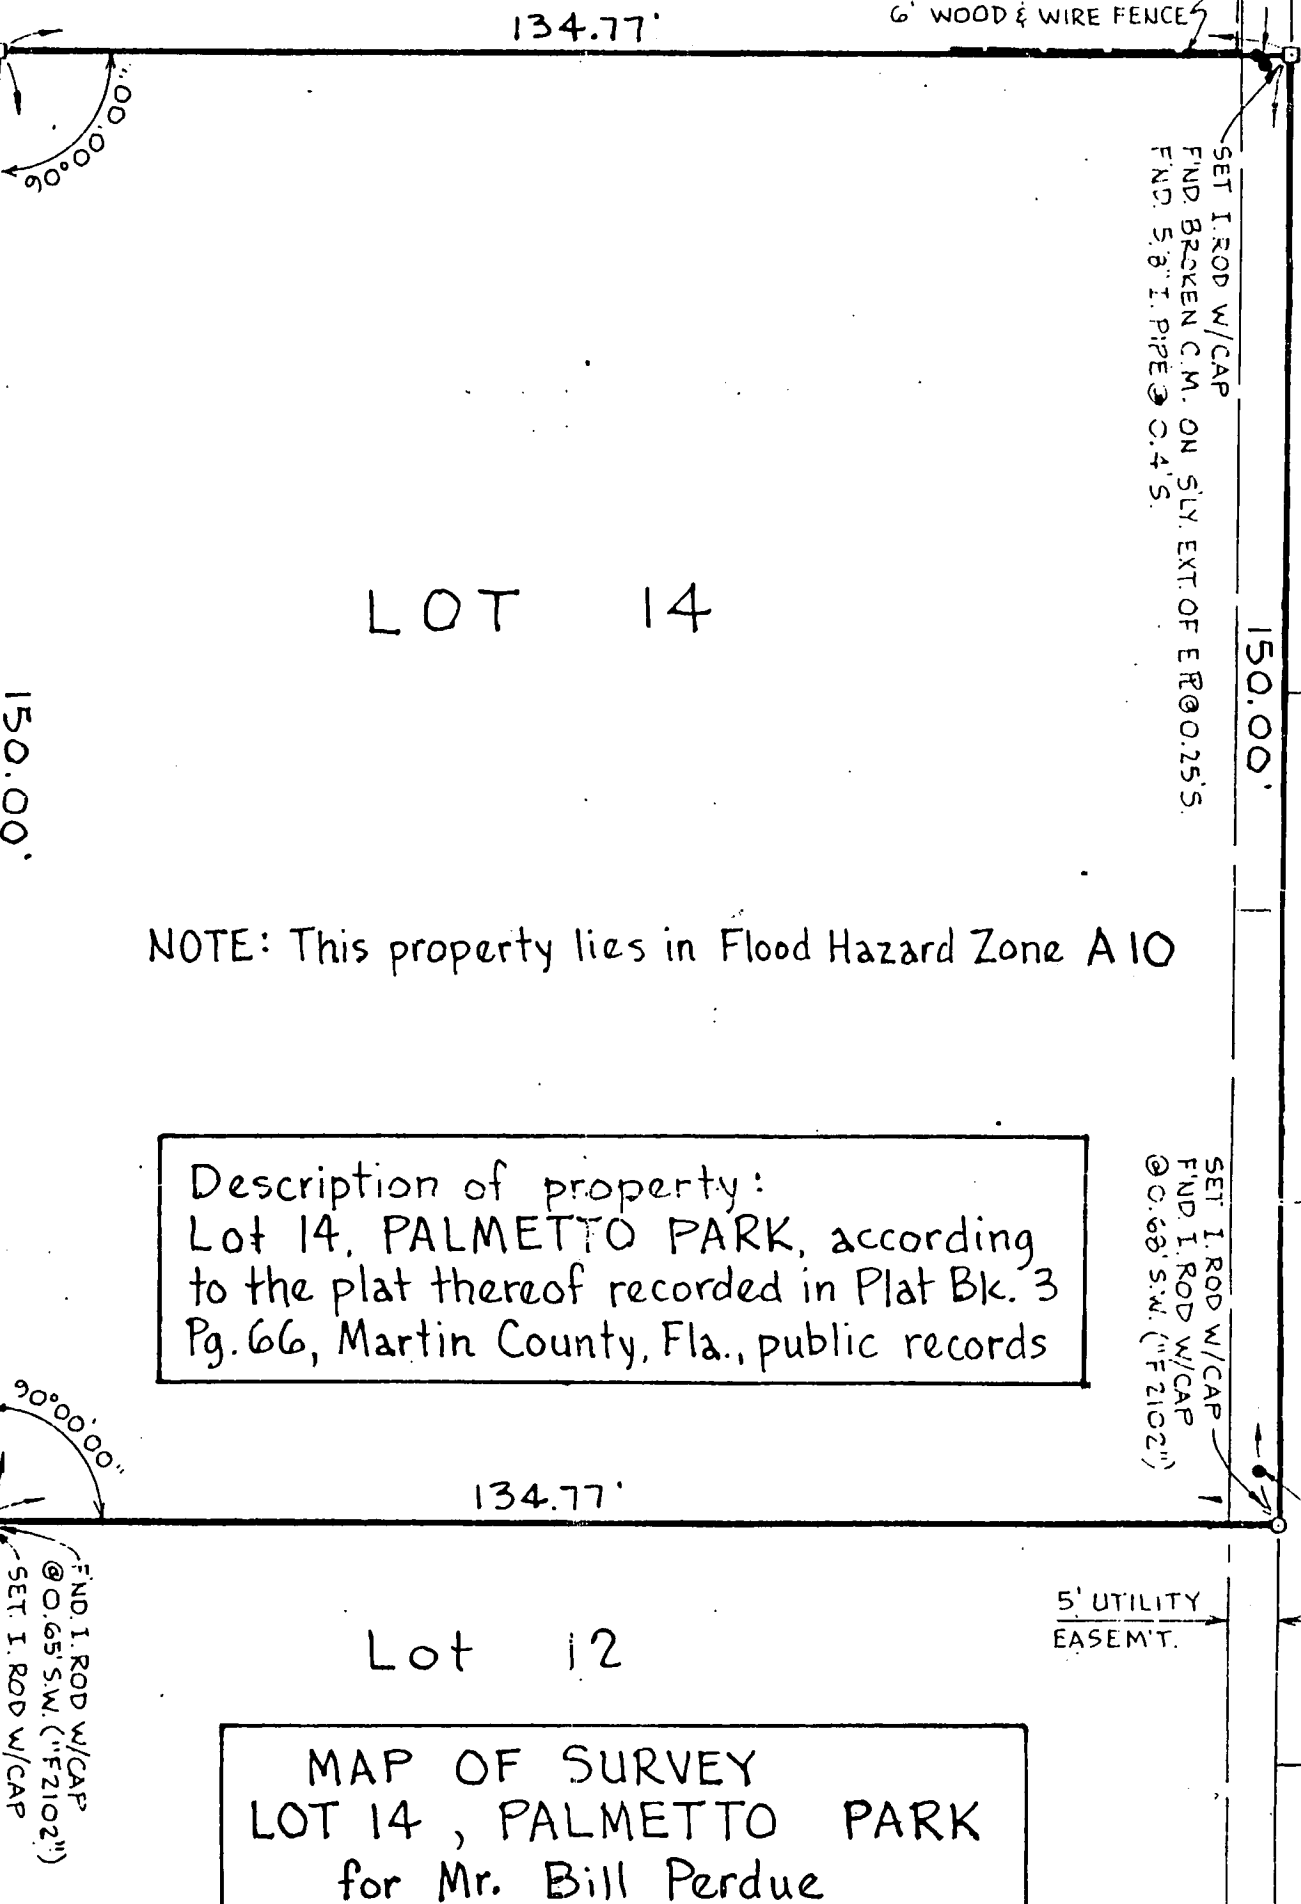 134.77'
6' WOOD & WIRE FENCE
90°00'00"
SET I. ROD W/CAP
F'ND. BROKEN C.M. ON S'LY. EXT. OF E ℞ @ 0.25' S.
F'ND. 5/8" I. PIPE @ 0.4' S.
LOT 14
150.00'
150.00'
NOTE: This property lies in Flood Hazard Zone A 10
Description of property:
Lot 14, PALMETTO PARK, according
to the plat thereof recorded in Plat Bk. 3
Pg. 66, Martin County, Fla., public records
SET I. ROD W/CAP
F'ND. I. ROD W/CAP
@ 0.68' S.W. ("F 2102")
90°00'00"
134.77'
F'ND. I. ROD W/CAP
@ 0.65' S.W. ("F 2102")
SET. I. ROD W/CAP
5' UTILITY
EASEM'T.
Lot 12
MAP OF SURVEY
LOT 14, PALMETTO PARK
for Mr. Bill Perdue